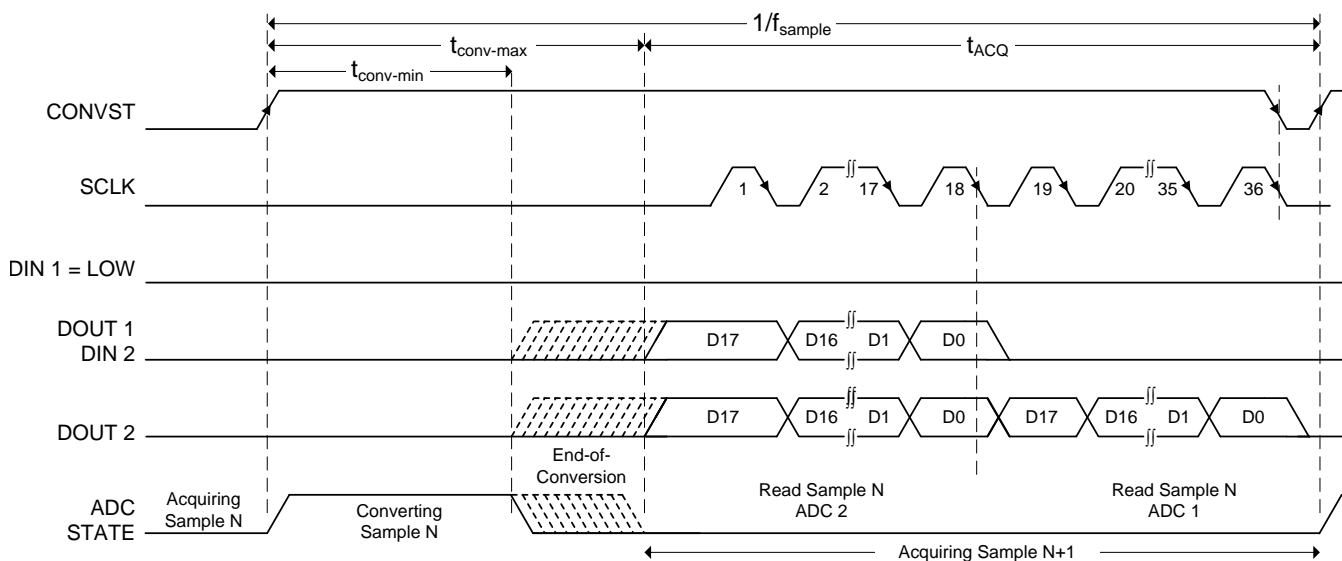 1/fsample
tconv-max
tACQ
tconv-min
CONVST
SCLK
1 2 17 18 19 20 35 36
DIN 1 = LOW
DOUT 1
DIN 2
D17 D16 D1 D0
DOUT 2
D17 D16 D1 D0 D17 D16 D1 D0
End-of-
Conversion
ADC
STATE
Acquiring
Sample N
Converting
Sample N
Read Sample N
ADC 2
Read Sample N
ADC 1
Acquiring Sample N+1